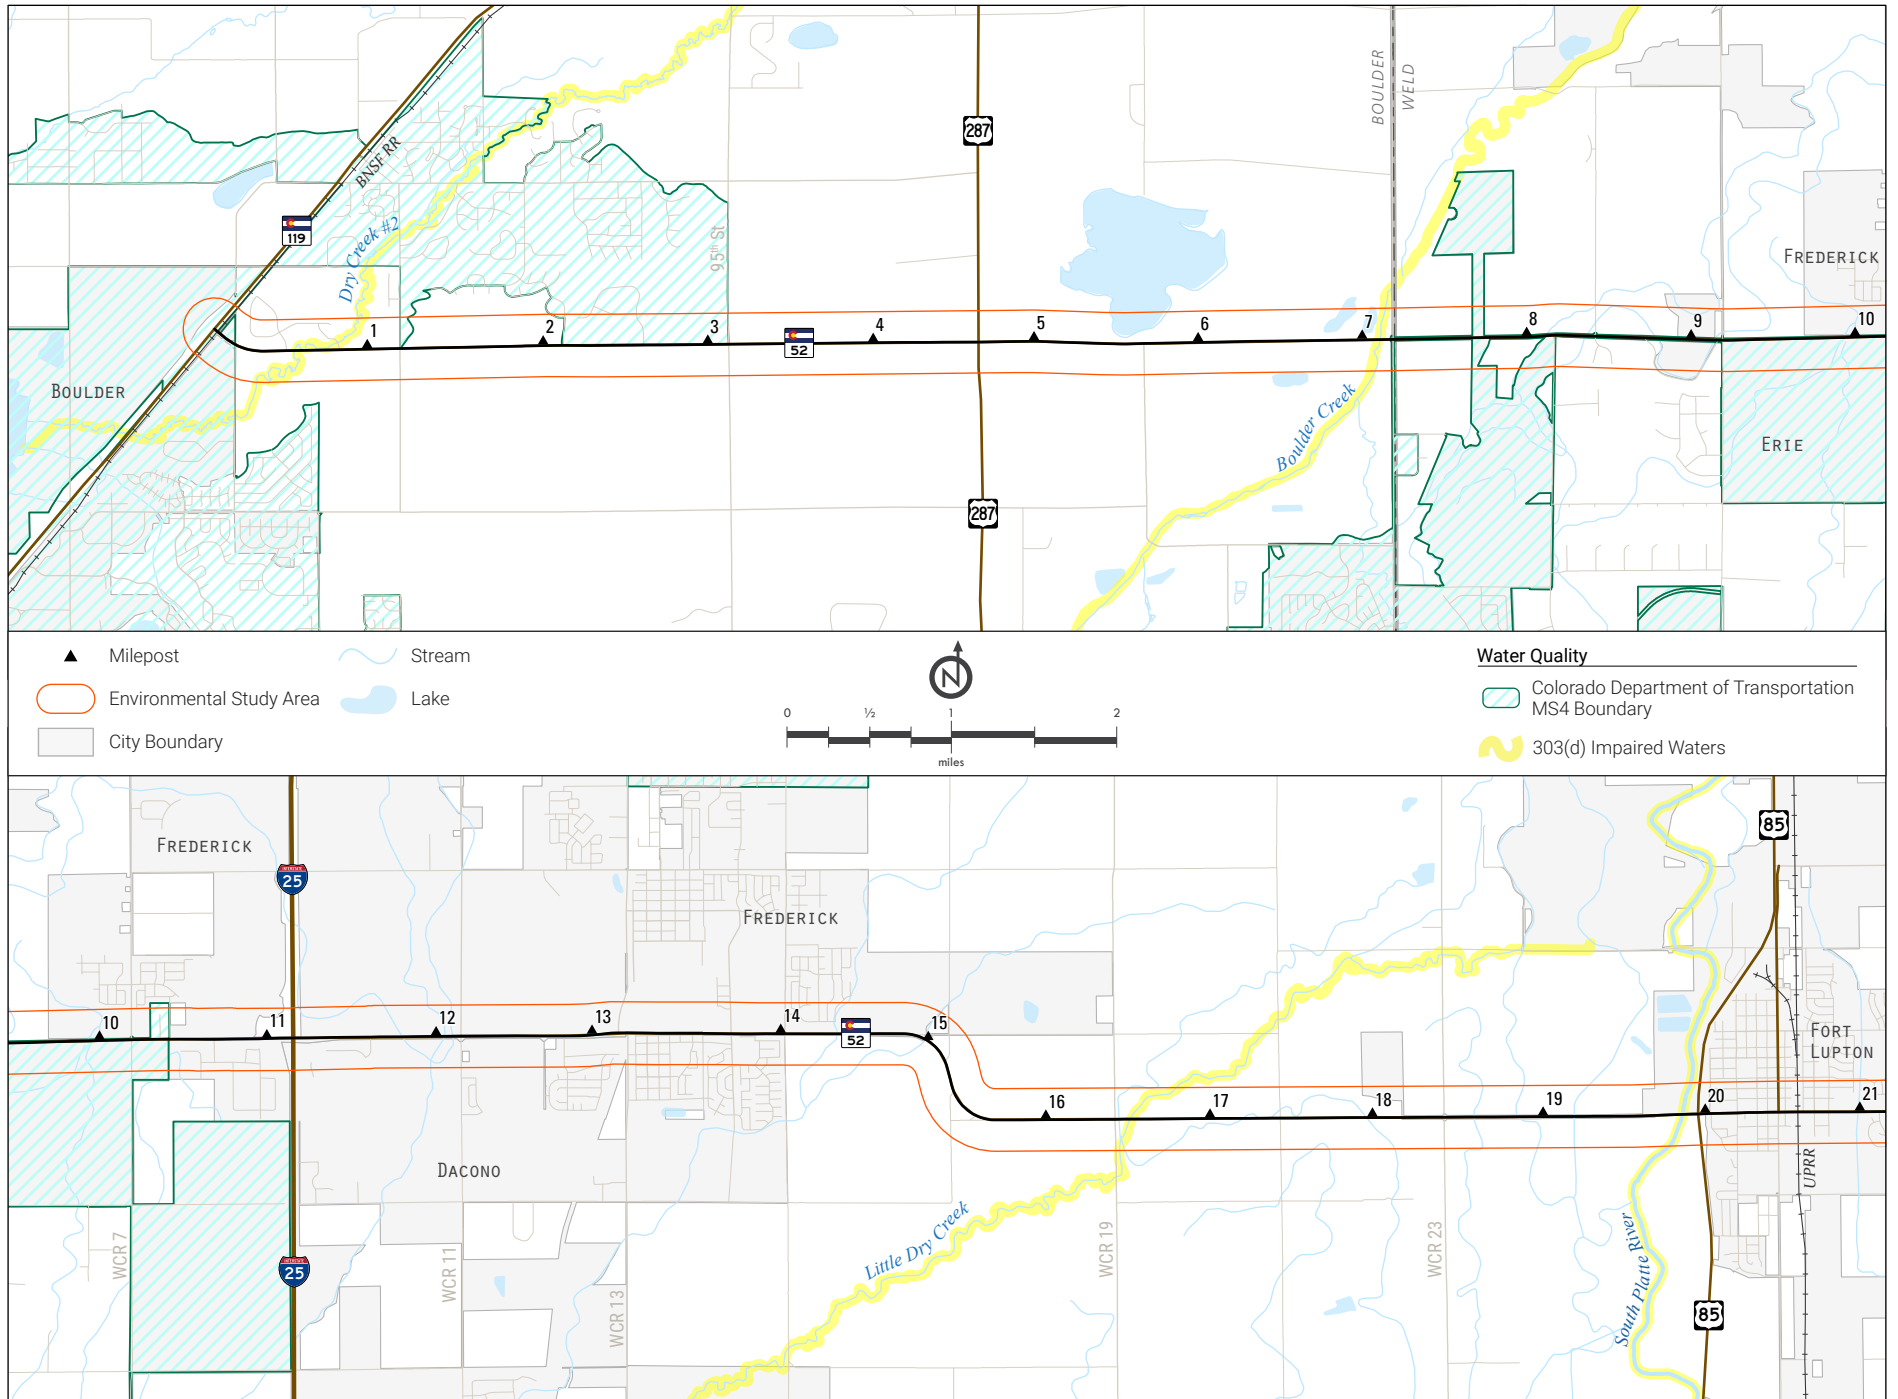 BOULDER
WELD
287
BNSF RR
119
Dry Creek #2
95th St
FREDERICK
1
2
3
52
4
5
6
7
8
9
10
BOULDER
Boulder Creek
ERIE
287
Milepost
Environmental Study Area
City Boundary
Stream
Lake
N
0
½
1
2
miles
Water Quality
Colorado Department of Transportation
MS4 Boundary
303(d) Impaired Waters
85
FREDERICK
INTERSTATE
25
FREDERICK
10
11
12
13
14
52
15
FORT
LUPTON
16
17
18
19
20
21
DACONO
UPRR
Little Dry Creek
WCR 7
WCR 11
WCR 13
WCR 19
WCR 23
South Platte River
INTERSTATE
25
85